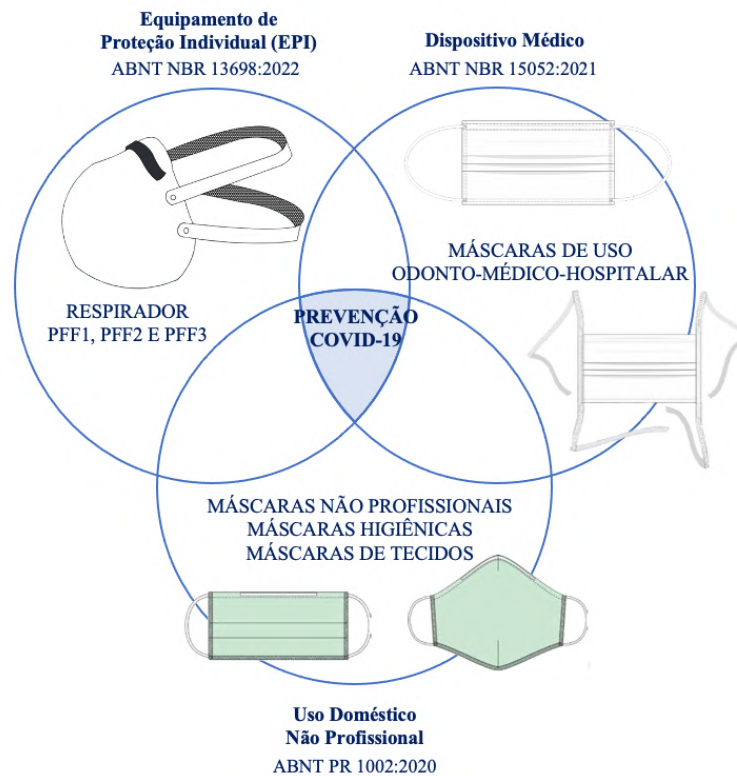 Equipamento de
Proteção Individual (EPI)
ABNT NBR 13698:2022
Dispositivo Médico
ABNT NBR 15052:2021
RESPIRADOR
PFF1, PFF2 E PFF3
MÁSCARAS DE USO
ODONTO-MÉDICO-HOSPITALAR
PREVENÇÃO
COVID-19
MÁSCARAS NÃO PROFISSIONAIS
MÁSCARAS HIGIÊNICAS
MÁSCARAS DE TECIDOS
Uso Doméstico
Não Profissional
ABNT PR 1002:2020